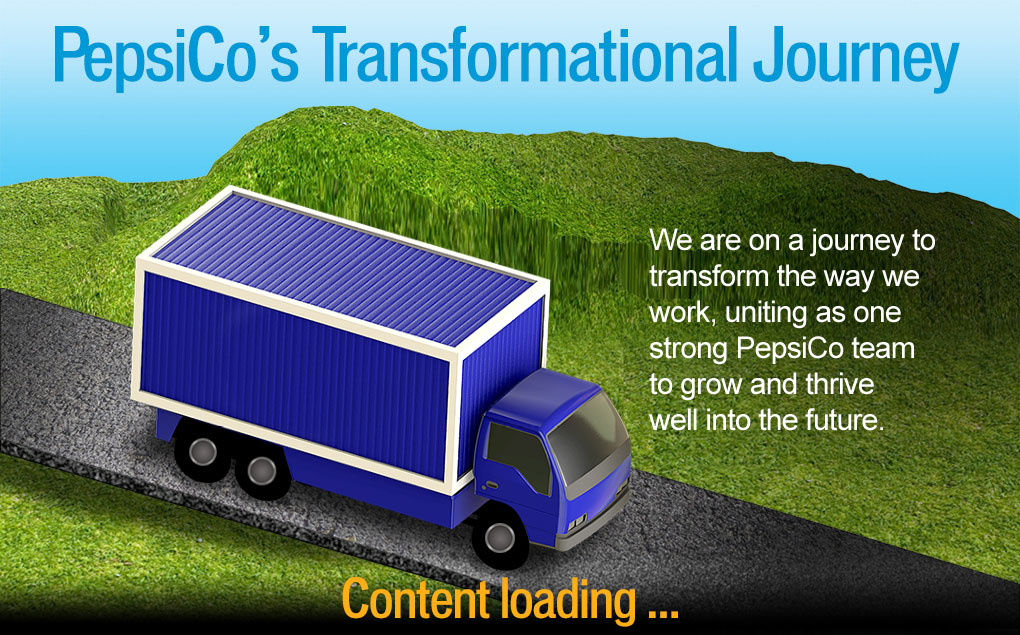 PepsiCo’s Transformational Journey
We are on a journey to
transform the way we
work, uniting as one
strong PepsiCo team
to grow and thrive
well into the future.
Content loading ...